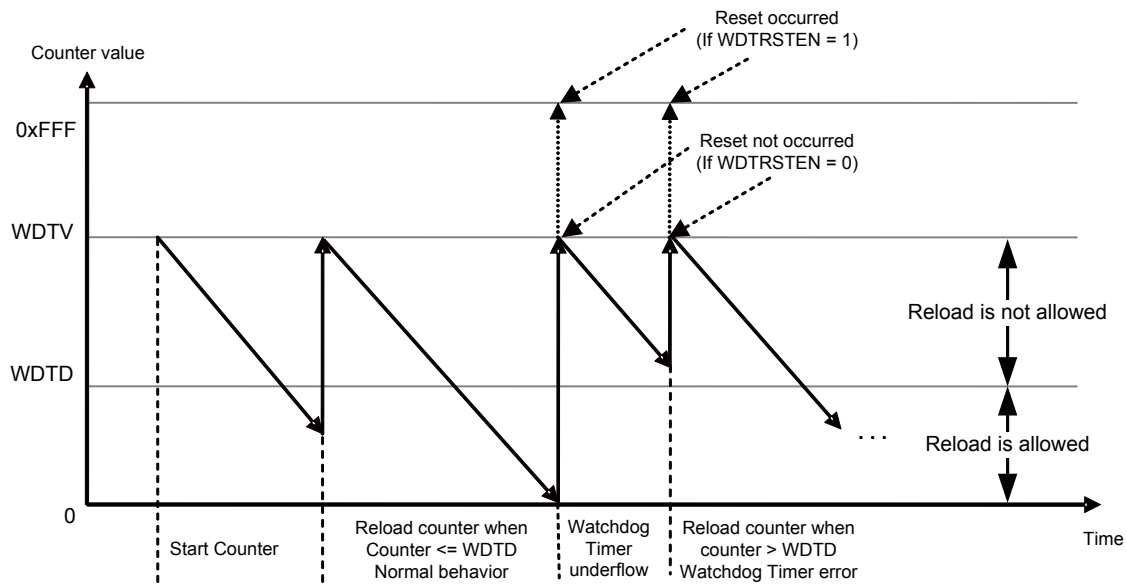 Reset occurred
(If WDTRSTEN = 1)
Counter value
0xFFF
Reset not occurred
(If WDTRSTEN = 0)
WDTV
Reload is not allowed
WDTD
Reload is allowed
...
0
Time
Start Counter
Reload counter when
Counter <= WDTD
Normal behavior
Watchdog
Timer
underflow
Reload counter when
counter > WDTD
Watchdog Timer error